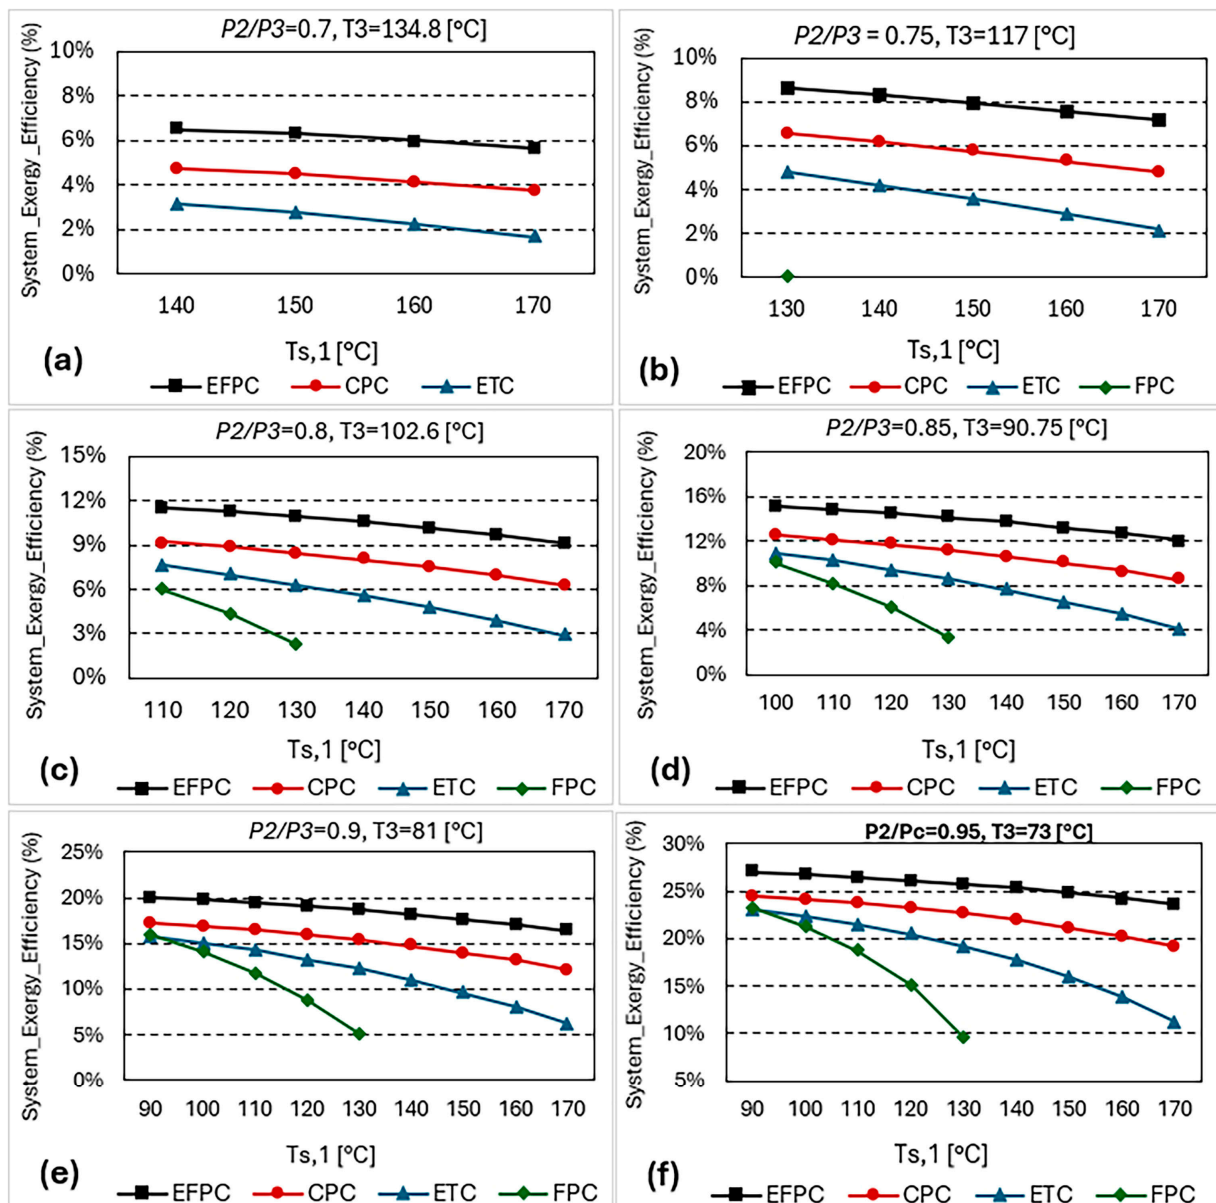 P2/P3=0.7, T3=134.8 [°C]
System _Exergy _Efficiency (%)
10%
8%
6%
4%
2%
0%
140 150 160 170
Ts,1 [°C]
(a)
EFPC CPC ETC
P2/P3 = 0.75, T3=117 [°C]
System_Exergy_Efficiency (%)
10%
8%
6%
4%
2%
0%
130 140 150 160 170
Ts,1 [°C]
(b)
EFPC CPC ETC FPC
P2/P3=0.8, T3=102.6 [°C]
System_Exergy_Efficiency (%)
15%
12%
9%
6%
3%
0%
110 120 130 140 150 160 170
Ts,1 [°C]
(c)
EFPC CPC ETC FPC
P2/P3=0.85, T3=90.75 [°C]
System_Exergy_Efficiency (%)
20%
16%
12%
8%
4%
0%
100 110 120 130 140 150 160 170
Ts,1 [°C]
(d)
EFPC CPC ETC FPC
P2/P3=0.9, T3=81 [°C]
System_Exergy_Efficiency (%)
25%
20%
15%
10%
5%
0%
90 100 110 120 130 140 150 160 170
Ts,1 [°C]
(e)
EFPC CPC ETC FPC
P2/Pc=0.95, T3=73 [°C]
System_Exergy_Efficiency (%)
30%
25%
20%
15%
10%
5%
90 100 110 120 130 140 150 160 170
Ts,1 [°C]
(f)
EFPC CPC ETC FPC